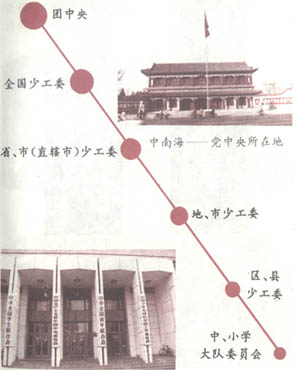 团中央
全国少工委
中南海——党中央所在地
省、市(直辖市)少工委
地、市少工委
区、县
少工委
中、小学
大队委员会